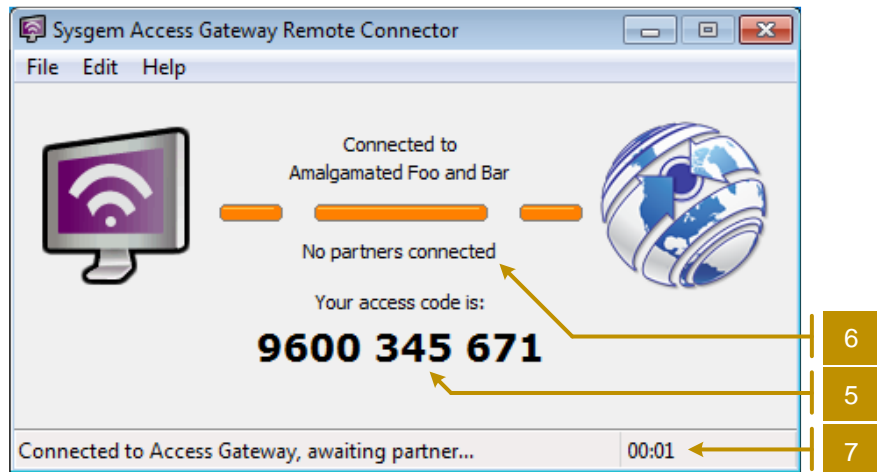 Sysgem Access Gateway Remote Connector
File Edit Help
Connected to
Amalgamated Foo and Bar
No partners connected
Your access code is:
9600 345 671
6
5
Connected to Access Gateway, awaiting partner... 00:01
7